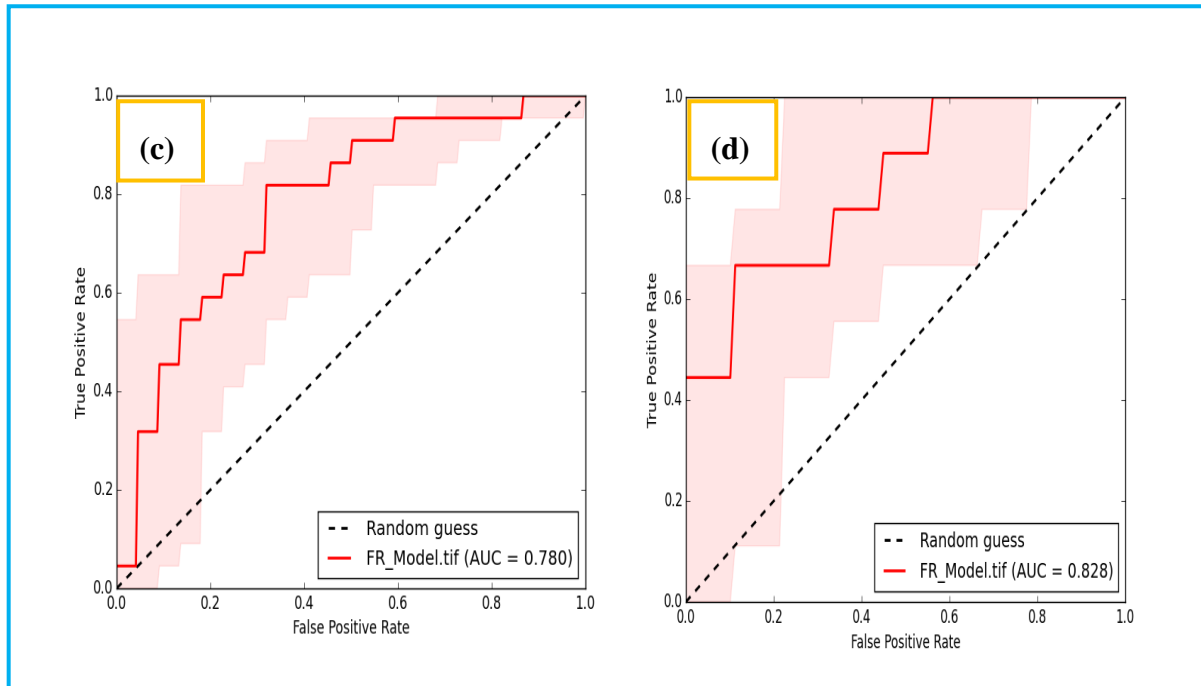 (c)
1.0
0.8
0.6
0.4
0.2
0.0
True Positive Rate
0.0 0.2 0.4 0.6 0.8 1.0
False Positive Rate
Random guess
FR_Model.tif (AUC = 0.780)
(d)
1.0
0.8
0.6
0.4
0.2
0.0
True Positive Rate
0.0 0.2 0.4 0.6 0.8 1.0
False Positive Rate
Random guess
FR_Model.tif (AUC = 0.828)